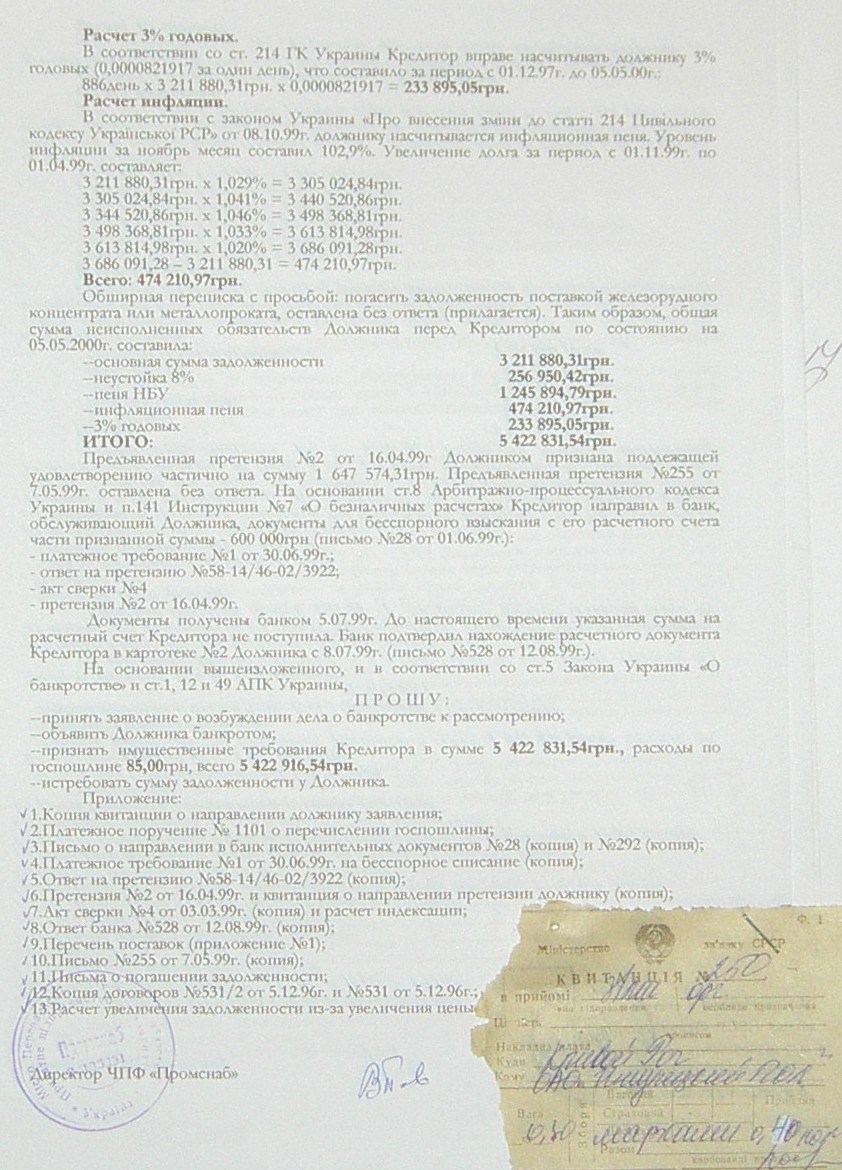 Расчет 3% годовых.
В соответствии со ст. 214 ГК Украины Кредитор вправе насчитывать должнику 3%
годовых (0,0000821917 за один день), что составило за период с 01.12.97г. до 05.05.00г.:
886день х 3 211 880,31грн. х 0,0000821917 = 233 895,05грн.
Расчет инфляции.
В соответствии с законом Украины «Про внесення зміни до статті 214 Цивільного
кодексу Української РСР» от 08.10.99г. должнику насчитывается инфляционная пеня. Уровень
инфляции за ноябрь месяц составил 102,9%. Увеличение долга за период с 01.11.99г. по
01.04.99г. составляет:
3 211 880,31грн. х 1,029% = 3 305 024,84грн.
3 305 024,84грн. х 1,041% = 3 440 520,86грн.
3 344 520,86грн. х 1,046% = 3 498 368,81грн.
3 498 368,81грн. х 1,033% = 3 613 814,98грн.
3 613 814,98грн. х 1,020% = 3 686 091,28грн.
3 686 091,28 – 3 211 880,31 = 474 210,97грн.
Всего: 474 210,97грн.
Обширная переписка с просьбой: погасить задолженность поставкой железорудного
концентрата или металлопроката, оставлена без ответа (прилагается). Таким образом, общая
сумма неисполненных обязательств Должника перед Кредитором по состоянию на
05.05.2000г. составила:
--основная сумма задолженности 3 211 880,31грн.
--неустойка 8% 256 950,42грн.
--пеня НБУ 1 245 894,79грн.
--инфляционная пеня 474 210,97грн.
--3% годовых 233 895,05грн.
ИТОГО: 5 422 831,54грн.
Предъявленная претензия №2 от 16.04.99г Должником признана подлежащей
удовлетворению частично на сумму 1 647 574,31грн. Предъявленная претензия №255 от
7.05.99г. оставлена без ответа. На основании ст.8 Арбитражно-процессуального кодекса
Украины и п.141 Инструкции №7 «О безналичных расчетах» Кредитор направил в банк,
обслуживающий Должника, документы для бесспорного взыскания с его расчетного счета
части признанной суммы - 600 000грн (письмо №28 от 01.06.99г.):
- платежное требование №1 от 30.06.99г.;
- ответ на претензию №58-14/46-02/3922;
- акт сверки №4
- претензия №2 от 16.04.99г.
Документы получены банком 5.07.99г. До настоящего времени указанная сумма на
расчетный счет Кредитора не поступила. Банк подтвердил нахождение расчетного документа
Кредитора в картотеке №2 Должника с 8.07.99г. (письмо №528 от 12.08.99г.).
На основании вышеизложенного, и в соответствии со ст.5 Закона Украины «О
банкротстве» и ст.1, 12 и 49 АПК Украины,
ПРОШУ:
--принять заявление о возбуждении дела о банкротстве к рассмотрению;
--объявить Должника банкротом;
--признать имущественные требования Кредитора в сумме 5 422 831,54грн., расходы по
госпошлине 85,00грн, всего 5 422 916,54грн.
--истребовать сумму задолженности у Должника.
Приложение:
1.Копия квитанции о направлении должнику заявления;
2.Платежное поручение № 1101 о перечислении госпошлины;
3.Письмо о направлении в банк исполнительных документов №28 (копия) и №292 (копия);
4.Платежное требование №1 от 30.06.99г. на бесспорное списание (копия);
5.Ответ на претензию №58-14/46-02/3922 (копия);
6.Претензия №2 от 16.04.99г. и квитанция о направлении претензии должнику (копия);
7.Акт сверки №4 от 03.03.99г. (копия) и расчет индексации;
8.Ответ банка №528 от 12.08.99г. (копия);
9.Перечень поставок (приложение №1);
10.Письмо №255 от 7.05.99г. (копия);
11.Письма о погашении задолженности;
12.Копия договоров №531/2 от 5.12.96г. и №531 от 5.12.96г.;
13.Расчет увеличения задолженности из-за увеличения цены
Директор ЧПФ «Промснаб»
Ф. 1
Міністерство зв'язку СРСР
КВИТАНЦІЯ № 250
в прийомі
Куди Кривой Рог
Кому
Вага
Збори
Страховий
0,30 марками 0,40
Разом
Україна